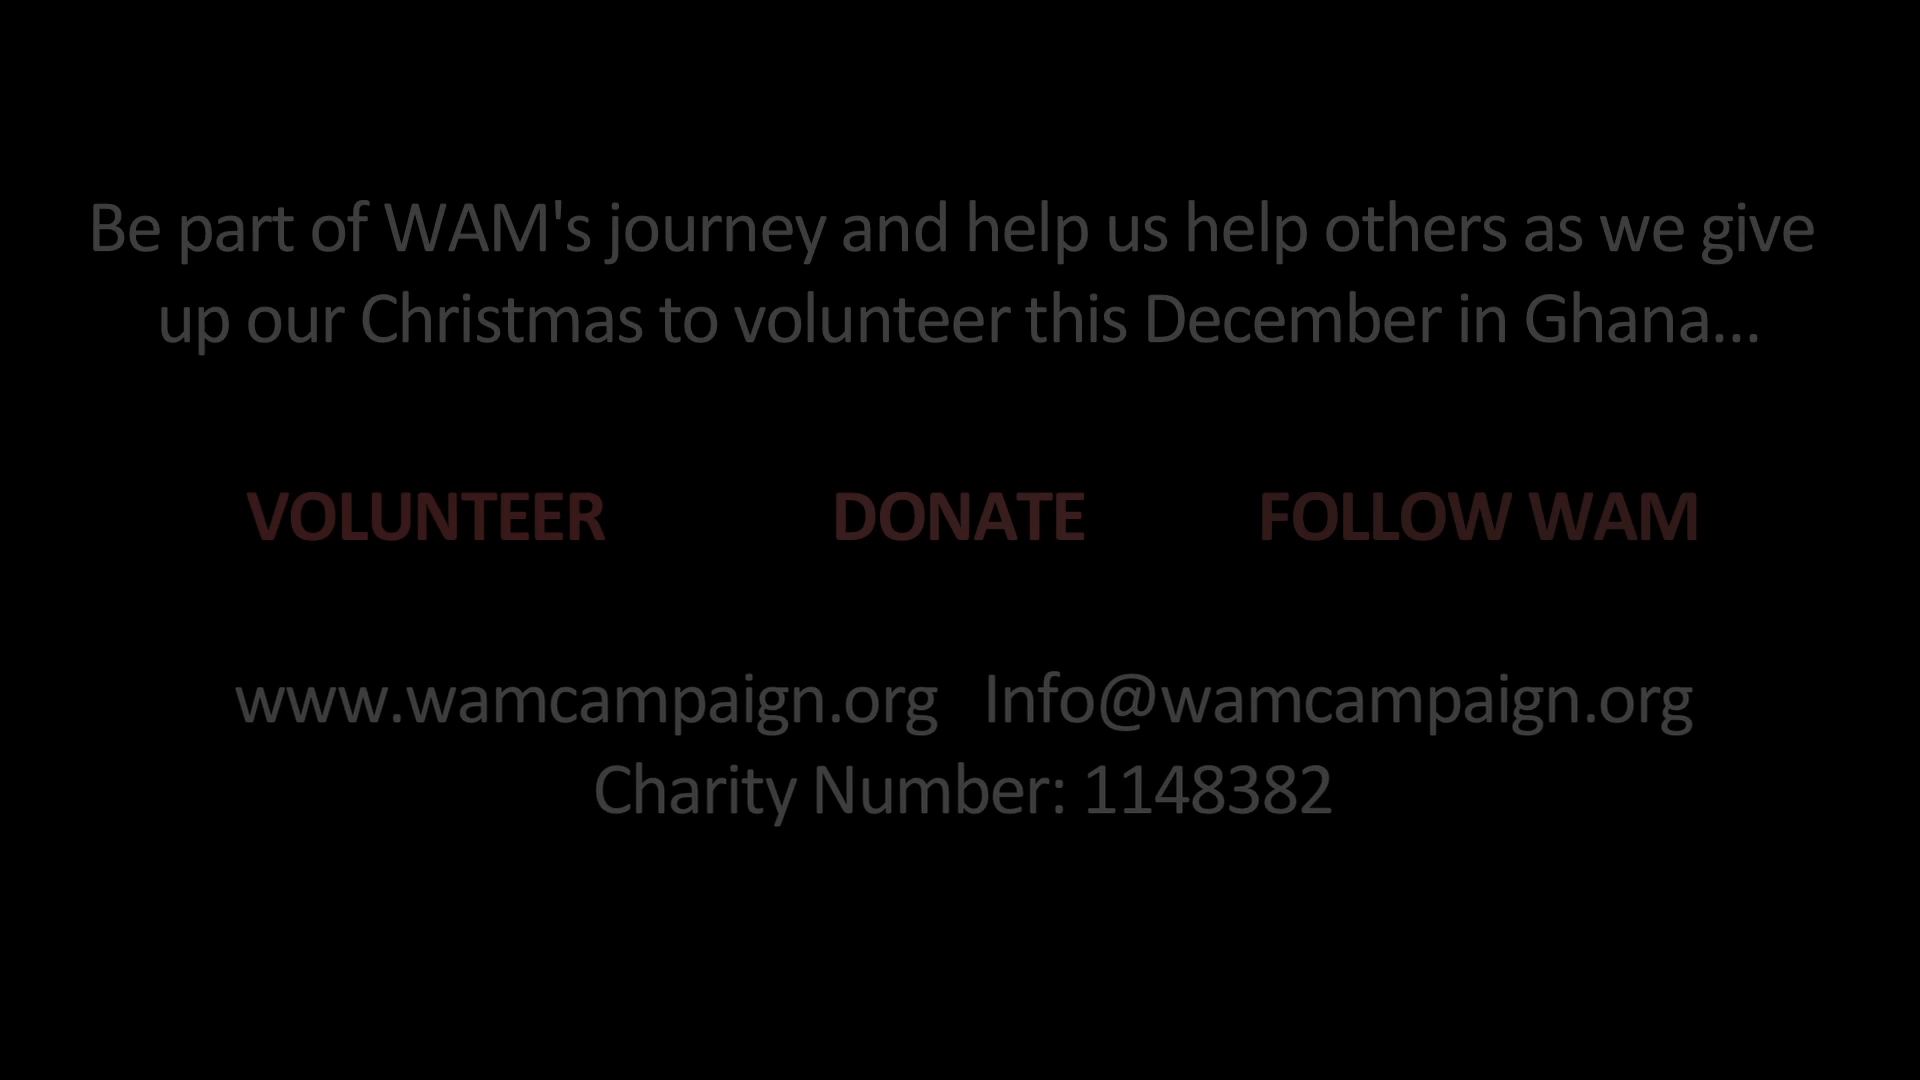 Be part of WAM's journey and help us help others as we give
up our Christmas to volunteer this December in Ghana...
VOLUNTEER DONATE FOLLOW WAM
www.wamcampaign.org Info@wamcampaign.org
Charity Number: 1148382